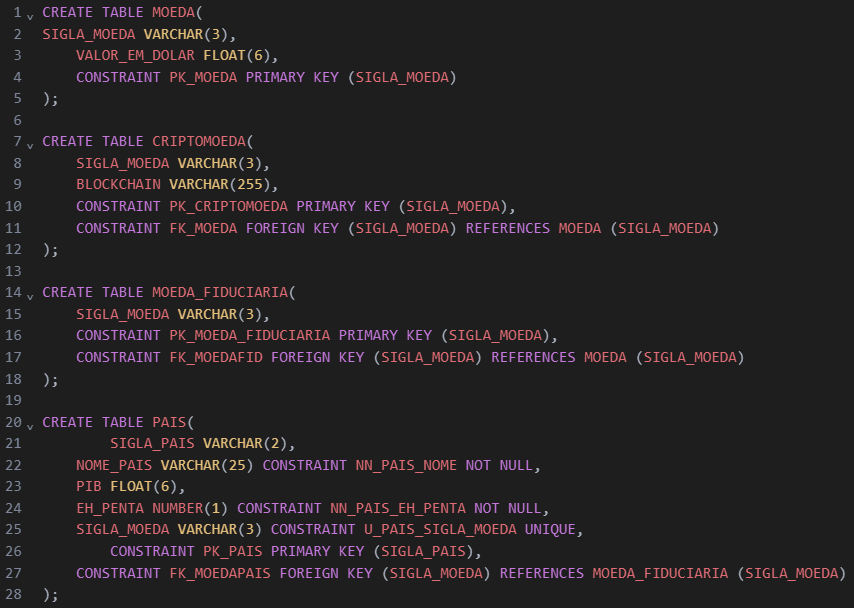 1 CREATE TABLE MOEDA(
2 SIGLA_MOEDA VARCHAR(3),
3     VALOR_EM_DOLAR FLOAT(6),
4     CONSTRAINT PK_MOEDA PRIMARY KEY (SIGLA_MOEDA)
5 );
6
7 CREATE TABLE CRIPTOMOEDA(
8     SIGLA_MOEDA VARCHAR(3),
9     BLOCKCHAIN VARCHAR(255),
10     CONSTRAINT PK_CRIPTOMOEDA PRIMARY KEY (SIGLA_MOEDA),
11     CONSTRAINT FK_MOEDA FOREIGN KEY (SIGLA_MOEDA) REFERENCES MOEDA (SIGLA_MOEDA)
12 );
13
14 CREATE TABLE MOEDA_FIDUCIARIA(
15     SIGLA_MOEDA VARCHAR(3),
16     CONSTRAINT PK_MOEDA_FIDUCIARIA PRIMARY KEY (SIGLA_MOEDA),
17     CONSTRAINT FK_MOEDAFID FOREIGN KEY (SIGLA_MOEDA) REFERENCES MOEDA (SIGLA_MOEDA)
18 );
19
20 CREATE TABLE PAIS(
21         SIGLA_PAIS VARCHAR(2),
22     NOME_PAIS VARCHAR(25) CONSTRAINT NN_PAIS_NOME NOT NULL,
23     PIB FLOAT(6),
24     EH_PENTA NUMBER(1) CONSTRAINT NN_PAIS_EH_PENTA NOT NULL,
25     SIGLA_MOEDA VARCHAR(3) CONSTRAINT U_PAIS_SIGLA_MOEDA UNIQUE,
26         CONSTRAINT PK_PAIS PRIMARY KEY (SIGLA_PAIS),
27     CONSTRAINT FK_MOEDAPAIS FOREIGN KEY (SIGLA_MOEDA) REFERENCES MOEDA_FIDUCIARIA (SIGLA_MOEDA)
28 );